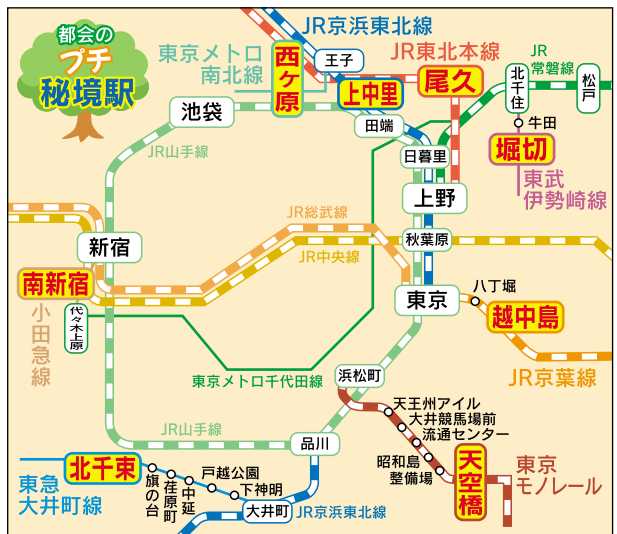 都会の
プチ
秘境駅
JR京浜東北線
東京メトロ
南北線
西ケ原
王子
上中里
JR東北本線
尾久
JR
常磐線
北千住
松戸
牛田
堀切
東武
伊勢崎線
池袋
田端
日暮里
JR山手線
上野
JR総武線
秋葉原
新宿
JR中央線
南新宿
小田急線
代々木上原
東京
八丁堀
越中島
JR京葉線
東京メトロ千代田線
浜松町
天王州アイル
大井競馬場前
流通センター
昭和島
整備場
天空橋
東京
モノレール
JR山手線
品川
北千束
東急
大井町線
旗の台
荏原町
中延
戸越公園
下神明
大井町
JR京浜東北線